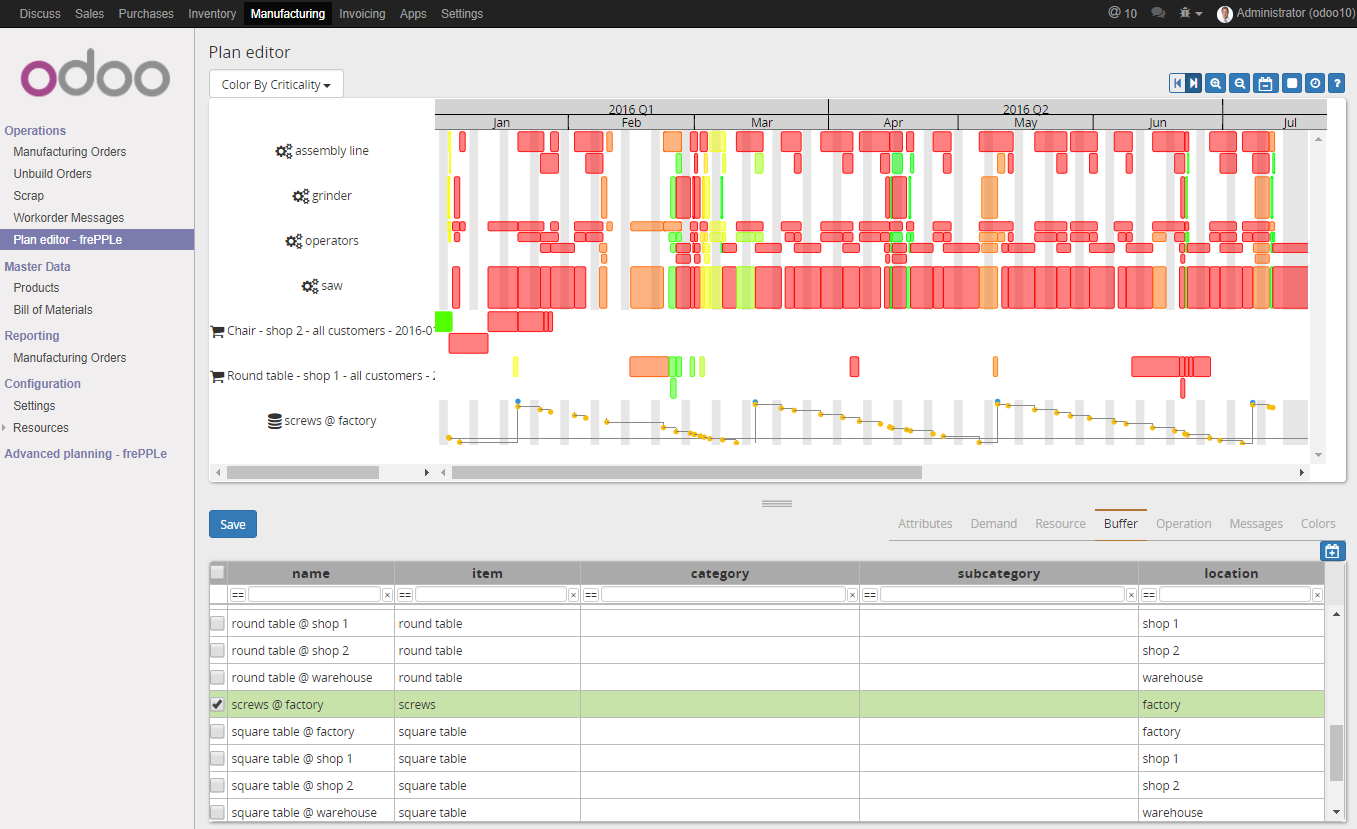 Discuss Sales Purchases Inventory Manufacturing Invoicing Apps Settings @ 10 Administrator (odoo10)
odoo
Operations
Manufacturing Orders
Unbuild Orders
Scrap
Workorder Messages
Plan editor - frePPLe
Master Data
Products
Bill of Materials
Reporting
Manufacturing Orders
Configuration
Settings
Resources
Advanced planning - frePPLe
Plan editor
Color By Criticality
?
2016 Q1 2016 Q2
Jan Feb Mar Apr May Jun Jul
assembly line
grinder
operators
saw
Chair - shop 2 - all customers - 2016-01
Round table - shop 1 - all customers - 2
screws @ factory
Save
Attributes Demand Resource Buffer Operation Messages Colors
name item category subcategory location
== x == x == x == x == x
round table @ shop 1 round table shop 1
round table @ shop 2 round table shop 2
round table @ warehouse round table warehouse
screws @ factory screws factory
square table @ factory square table factory
square table @ shop 1 square table shop 1
square table @ shop 2 square table shop 2
square table @ warehouse square table warehouse